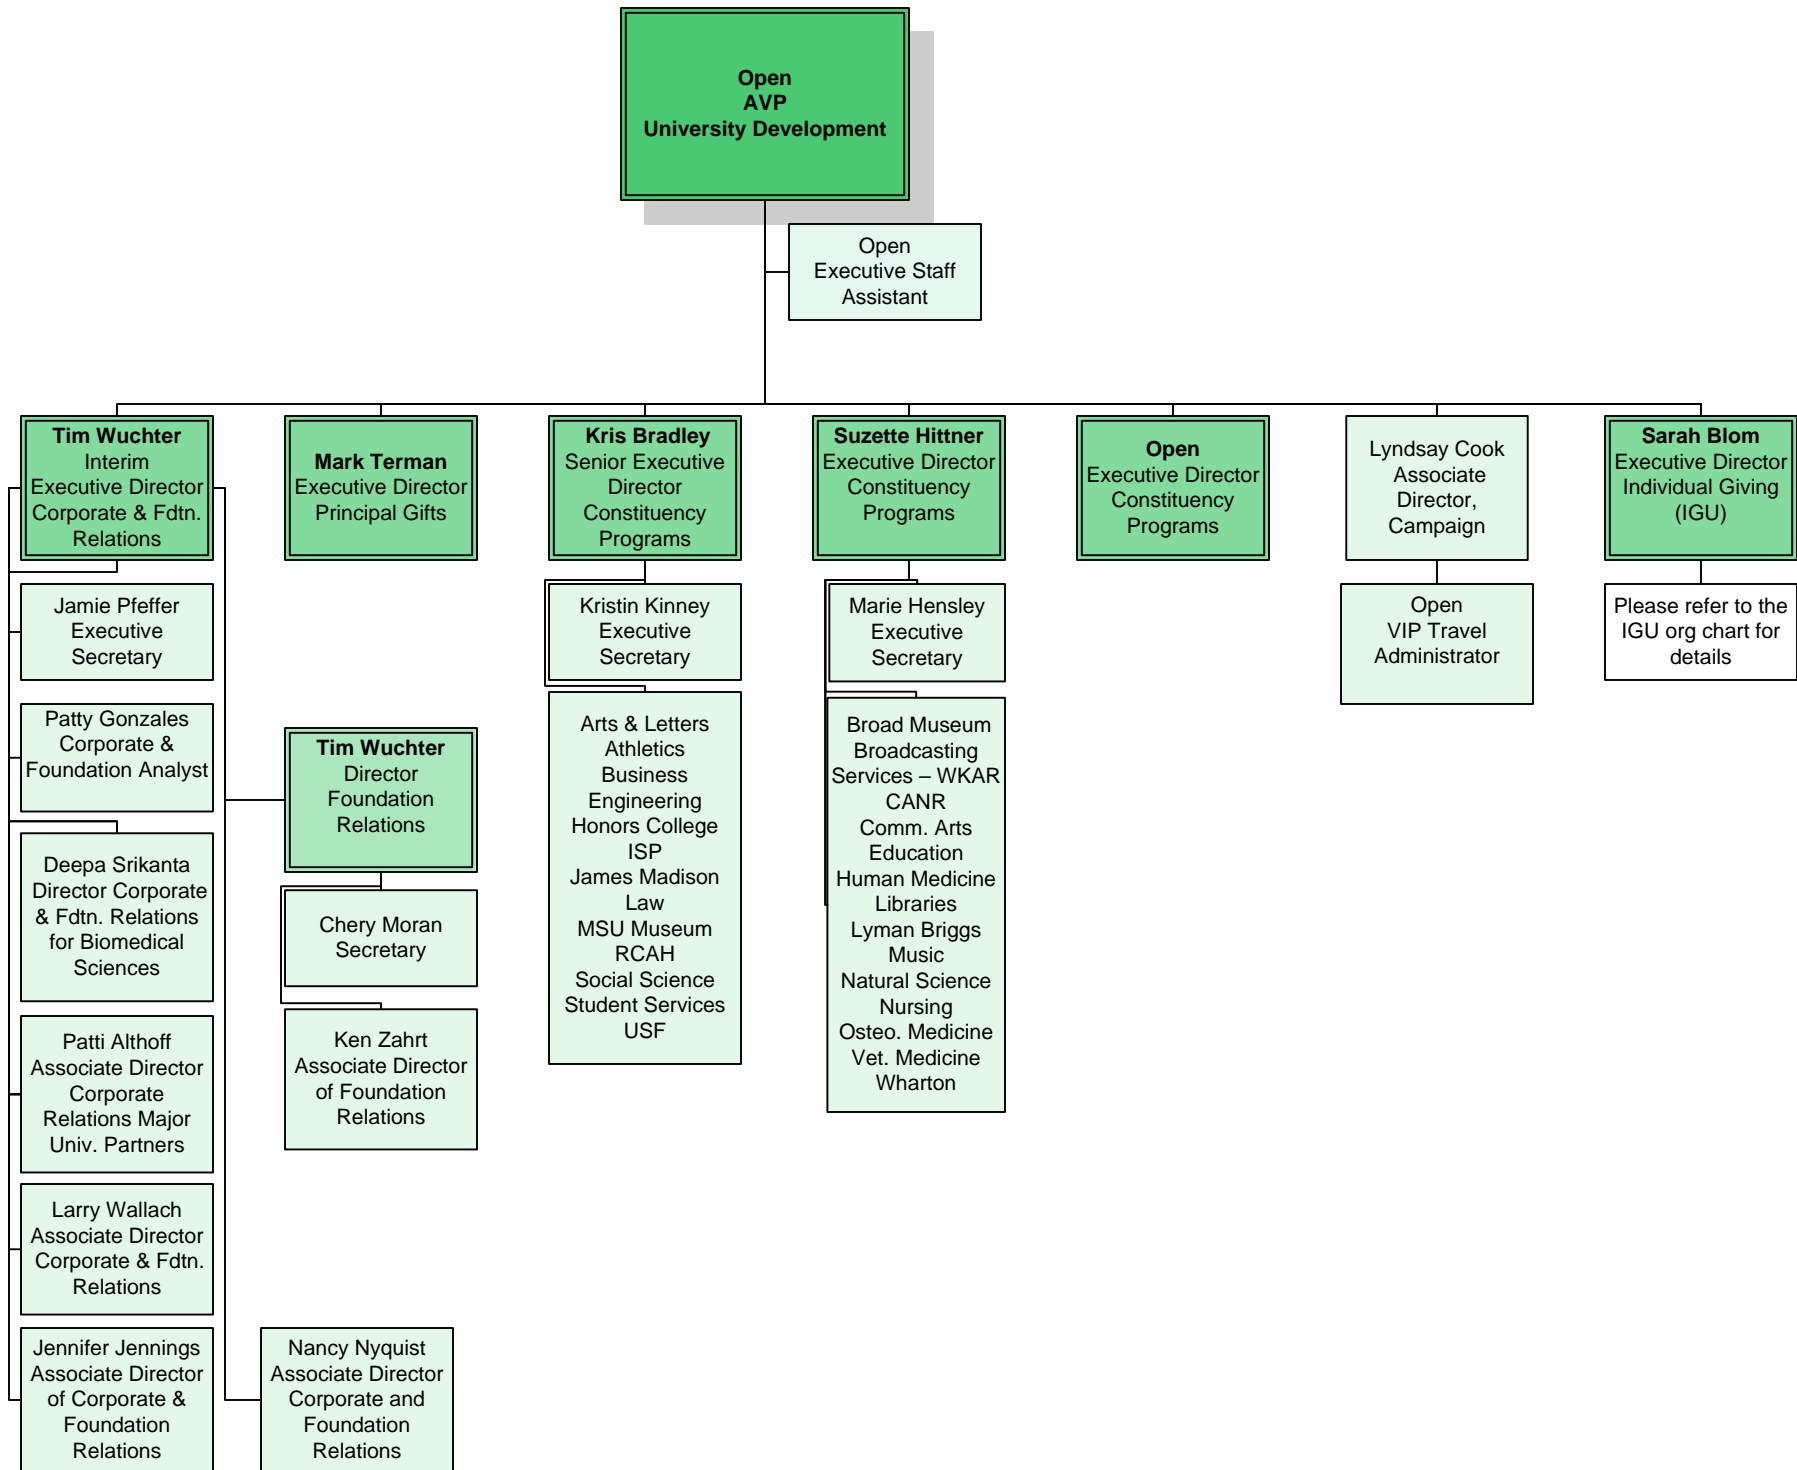 Open
AVP
University Development
Open
Executive Staff
Assistant
Tim Wuchter
Interim
Executive Director
Corporate & Fdtn.
Relations
Mark Terman
Executive Director
Principal Gifts
Kris Bradley
Senior Executive
Director
Constituency
Programs
Suzette Hittner
Executive Director
Constituency
Programs
Open
Executive Director
Constituency
Programs
Lyndsay Cook
Associate
Director,
Campaign
Sarah Blom
Executive Director
Individual Giving
(IGU)
Jamie Pfeffer
Executive
Secretary
Kristin Kinney
Executive
Secretary
Marie Hensley
Executive
Secretary
Open
VIP Travel
Administrator
Please refer to the
IGU org chart for
details
Patty Gonzales
Corporate &
Foundation Analyst
Tim Wuchter
Director
Foundation
Relations
Arts & Letters
Athletics
Business
Engineering
Honors College
ISP
James Madison
Law
MSU Museum
RCAH
Social Science
Student Services
USF
Broad Museum
Broadcasting
Services – WKAR
CANR
Comm. Arts
Education
Human Medicine
Libraries
Lyman Briggs
Music
Natural Science
Nursing
Osteo. Medicine
Vet. Medicine
Wharton
Deepa Srikanta
Director Corporate
& Fdtn. Relations
for Biomedical
Sciences
Chery Moran
Secretary
Patti Althoff
Associate Director
Corporate
Relations Major
Univ. Partners
Ken Zahrt
Associate Director
of Foundation
Relations
Larry Wallach
Associate Director
Corporate & Fdtn.
Relations
Jennifer Jennings
Associate Director
of Corporate &
Foundation
Relations
Nancy Nyquist
Associate Director
Corporate and
Foundation
Relations